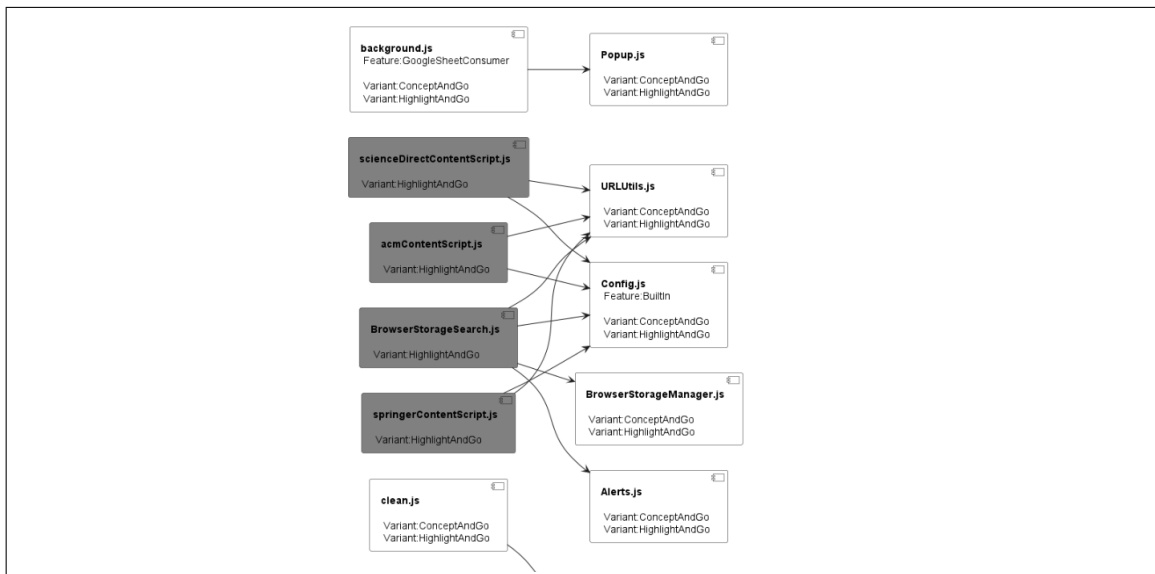 background.js
Feature:GoogleSheetConsumer
Variant:ConceptAndGo
Variant:HighlightAndGo
Popup.js
Variant:ConceptAndGo
Variant:HighlightAndGo
scienceDirectContentScript.js
Variant:HighlightAndGo
URLUtils.js
Variant:ConceptAndGo
Variant:HighlightAndGo
acmContentScript.js
Variant:HighlightAndGo
Config.js
Feature:BuiltIn
Variant:ConceptAndGo
Variant:HighlightAndGo
BrowserStorageSearch.js
Variant:HighlightAndGo
BrowserStorageManager.js
Variant:ConceptAndGo
Variant:HighlightAndGo
springerContentScript.js
Variant:HighlightAndGo
clean.js
Variant:ConceptAndGo
Variant:HighlightAndGo
Alerts.js
Variant:ConceptAndGo
Variant:HighlightAndGo